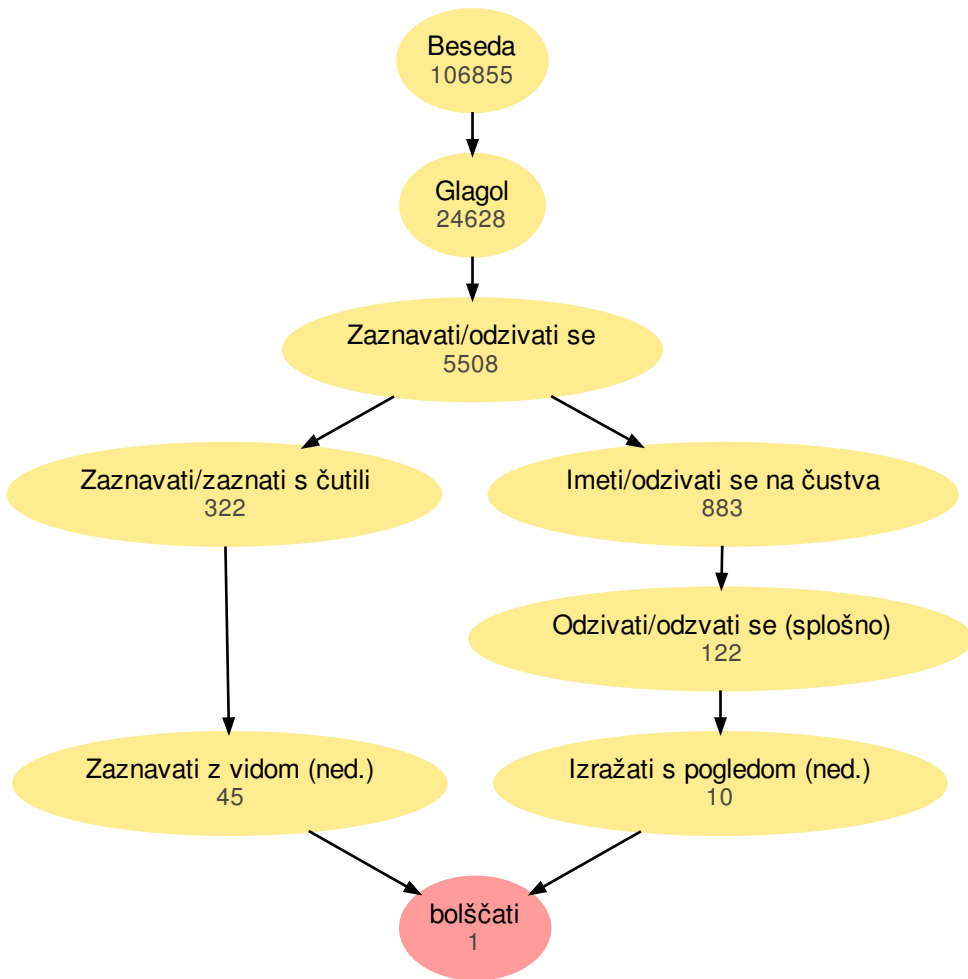 Beseda
106855
Glagol
24628
Zaznavati/odzivati se
5508
Zaznavati/zaznati s čutili
322
Imeti/odzivati se na čustva
883
Odzivati/odzvati se (splošno)
122
Zaznavati z vidom (ned.)
45
Izražati s pogledom (ned.)
10
bolščati
1